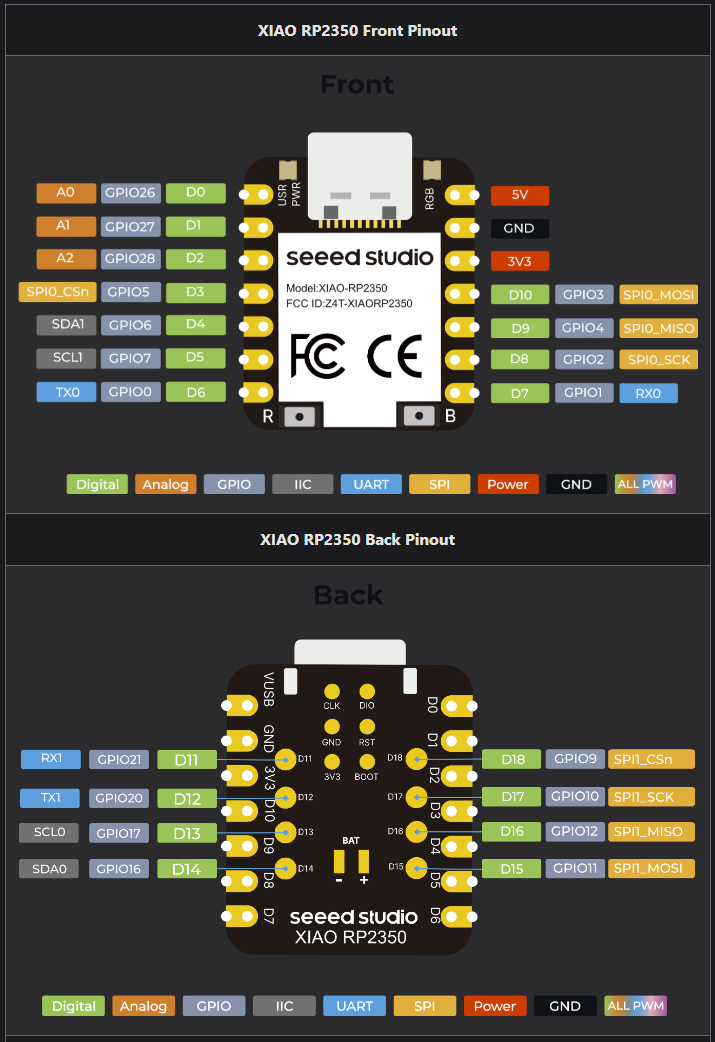 XIAO RP2350 Front Pinout
Front
USR
PWR
RGB
A0 GPIO26 D0
A1 GPIO27 D1
A2 GPIO28 D2
SPI0_CSn GPIO5 D3
SDA1 GPIO6 D4
SCL1 GPIO7 D5
TX0 GPIO0 D6
seeed studio
Model:XIAO-RP2350
FCC ID:Z4T-XIAORP2350
FC CE
R B
5V
GND
3V3
D10 GPIO3 SPI0_MOSI
D9 GPIO4 SPI0_MISO
D8 GPIO2 SPI0_SCK
D7 GPIO1 RX0
Digital Analog GPIO IIC UART SPI Power GND ALL PWM
XIAO RP2350 Back Pinout
Back
RX1 GPIO21 D11
TX1 GPIO20 D12
SCL0 GPIO17 D13
SDA0 GPIO16 D14
VUSB
GND
3V3
D10
D9
D8
D7
CLK DIO
GND RST
3V3 BOOT
D11
D12
D13
D14
D18
D17
D16
D15
BAT
- +
seeed studio
XIAO RP2350
D0
D1
D2
D3
D4
D5
D6
D18 GPIO9 SPI1_CSn
D17 GPIO10 SPI1_SCK
D16 GPIO12 SPI1_MISO
D15 GPIO11 SPI1_MOSI
Digital Analog GPIO IIC UART SPI Power GND ALL PWM